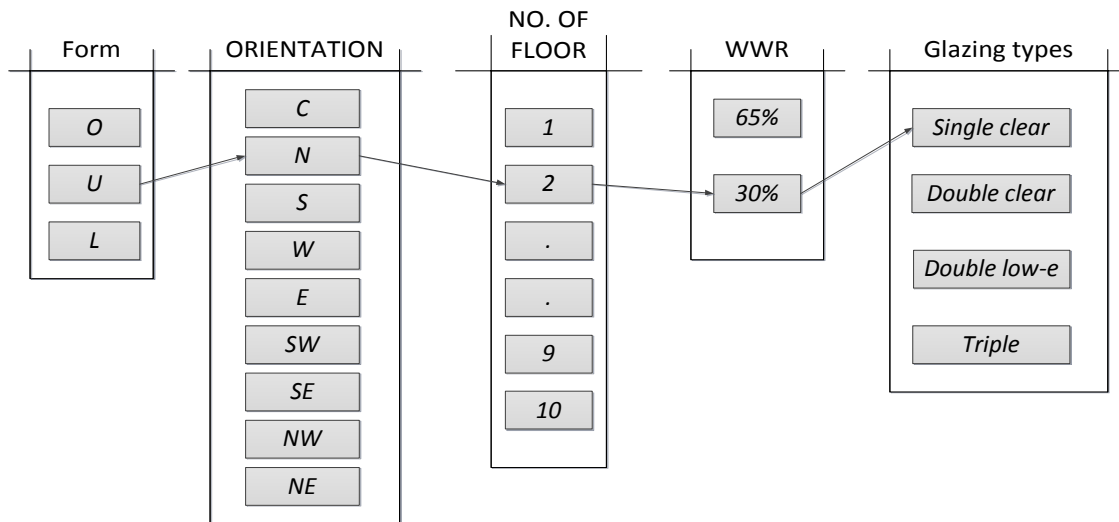 Form
O
U
L
ORIENTATION
C
N
S
W
E
SW
SE
NW
NE
NO. OF
FLOOR
1
2
.
.
9
10
WWR
65%
30%
Glazing types
Single clear
Double clear
Double low-e
Triple